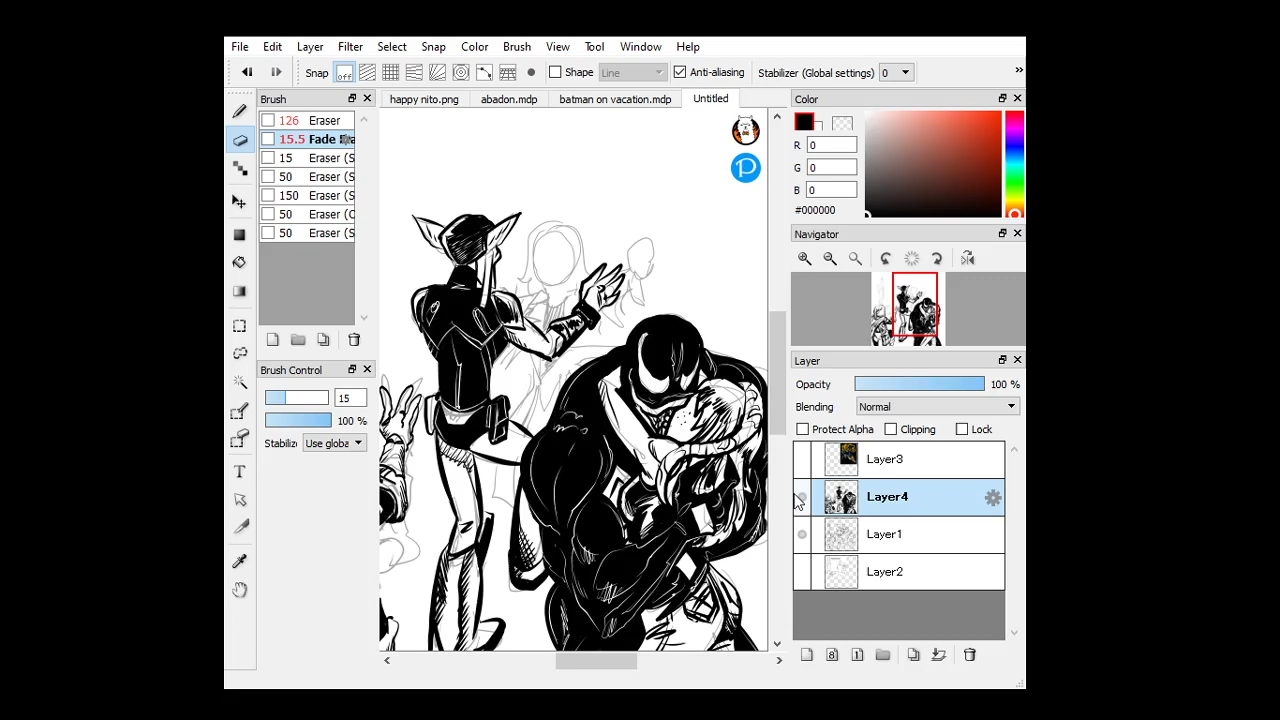 File Edit Layer Filter Select Snap Color Brush View Tool Window Help
Snap off Shape Line Anti-aliasing Stabilizer (Global settings) 0 »
Brush
happy nito.png abadon.mdp batman on vacation.mdp Untitled
Color
126 Eraser
15.5 Fade
15 Eraser (S
50 Eraser (S
150 Eraser (S
50 Eraser (C
50 Eraser (S
R 0
G 0
B 0
#000000
Navigator
Brush Control
15
100 %
Stabiliz Use globa
Layer
Opacity 100 %
Blending Normal
Protect Alpha Clipping Lock
Layer3
Layer4
Layer1
Layer2
8 1
T
P